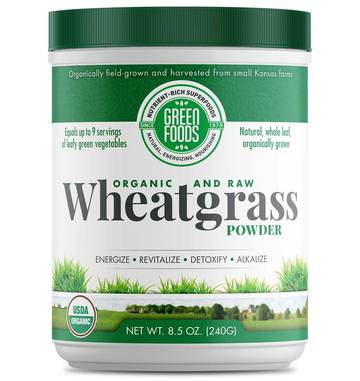 Organically field-grown and harvested from small Kansas farms
NUTRIENT-RICH SUPERFOODS
SINCE 1979
GREEN
FOODS
NATURAL, ENERGIZING, NOURISHING
Equals up to 9 servings
of leafy green vegetables
Natural, whole leaf,
organically grown
ORGANIC AND RAW
Wheatgrass
POWDER
ENERGIZE • REVITALIZE • DETOXIFY • ALKALIZE
USDA
ORGANIC
NET WT. 8.5 OZ. (240G)